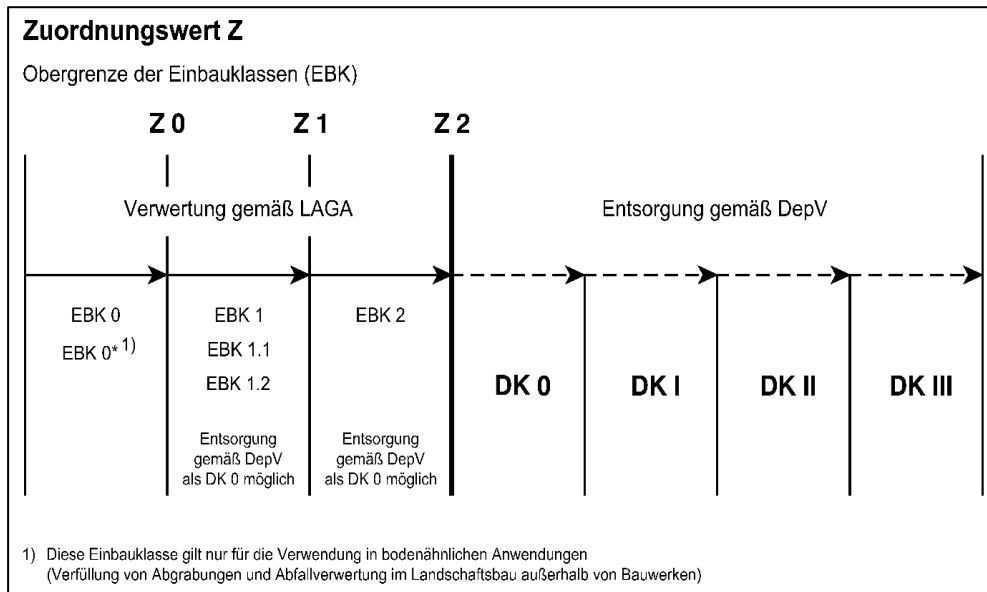 Zuordnungswert Z
Obergrenze der Einbauklassen (EBK)
Z 0
Z 1
Z 2
Verwertung gemäß LAGA
Entsorgung gemäß DepV
EBK 0
EBK 0* 1)
EBK 1
EBK 1.1
EBK 1.2
Entsorgung
gemäß DepV
als DK 0 möglich
EBK 2
Entsorgung
gemäß DepV
als DK 0 möglich
DK 0
DK I
DK II
DK III
1) Diese Einbauklasse gilt nur für die Verwendung in bodenähnlichen Anwendungen
(Verfüllung von Abgrabungen und Abfallverwertung im Landschaftsbau außerhalb von Bauwerken)